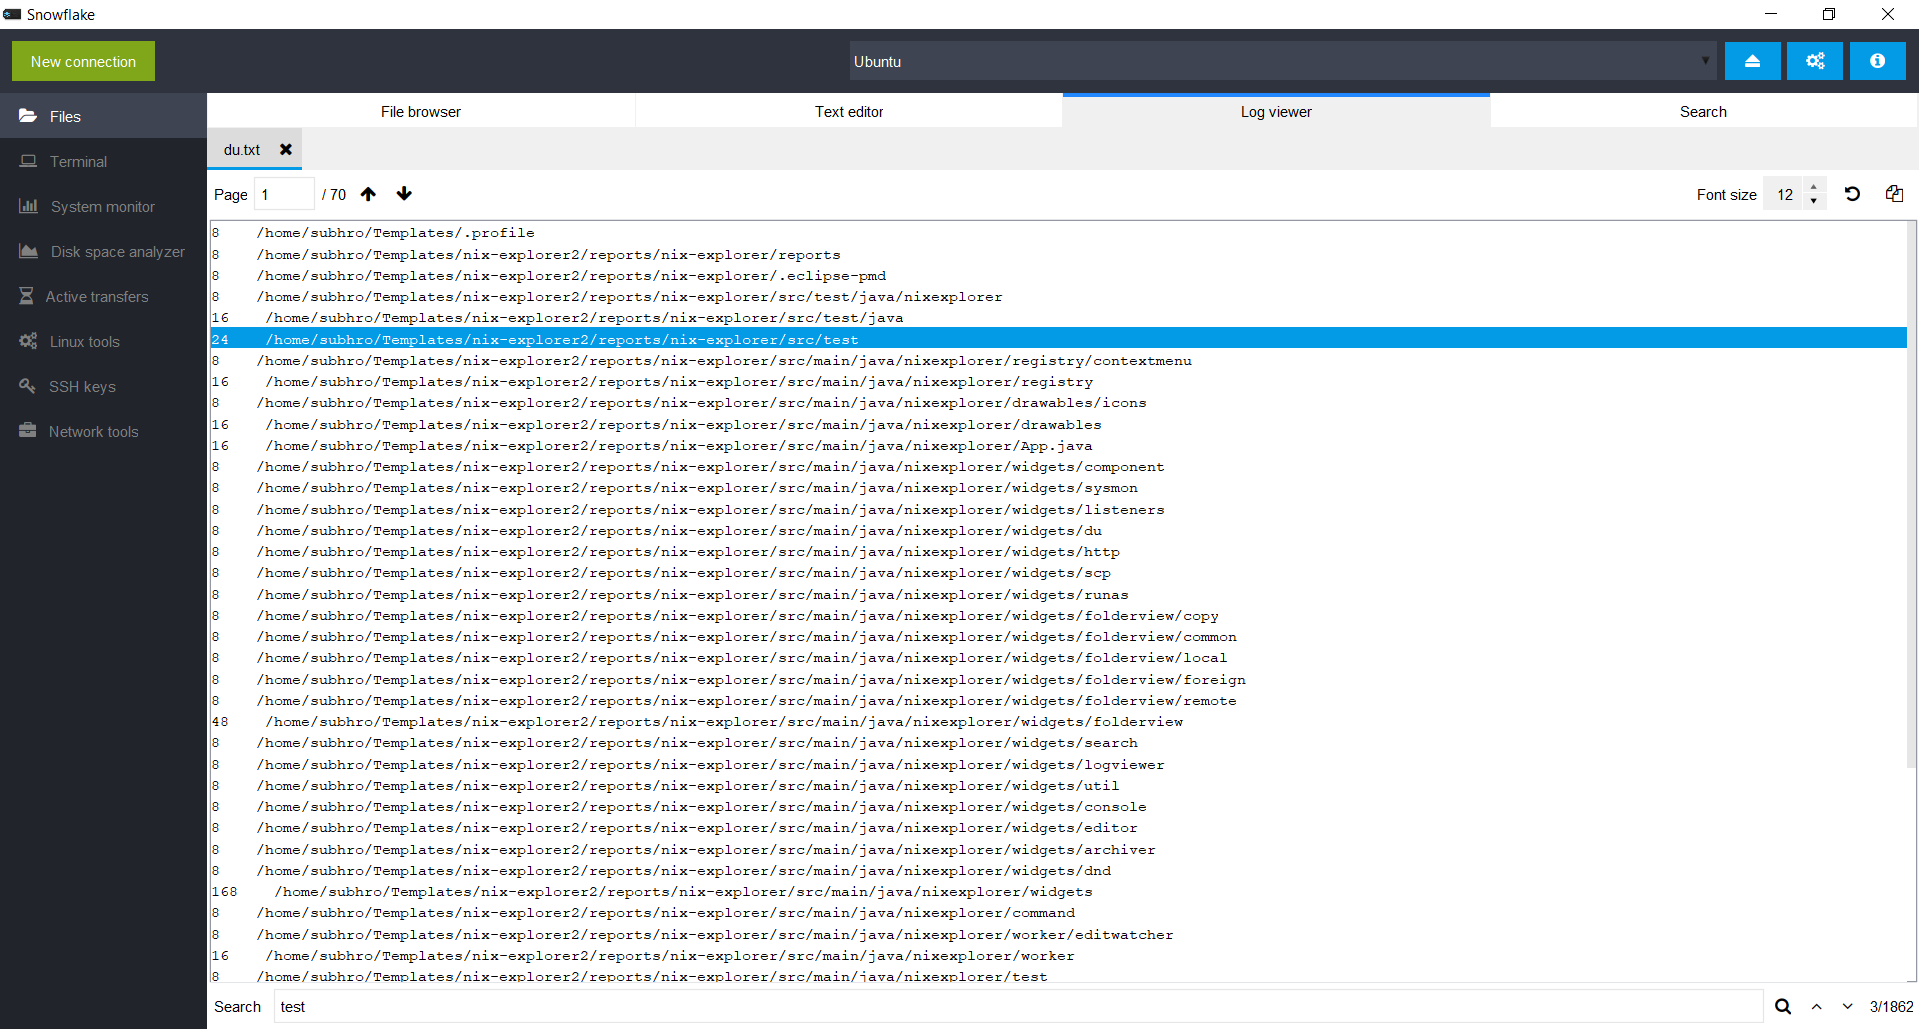 Snowflake
New connection
Ubuntu
Files
Terminal
System monitor
Disk space analyzer
Active transfers
Linux tools
SSH keys
Network tools
File browser
Text editor
Log viewer
Search
du.txt
Page 1 / 70
Font size 12
8 /home/subhro/Templates/.profile
8 /home/subhro/Templates/nix-explorer2/reports/nix-explorer/reports
8 /home/subhro/Templates/nix-explorer2/reports/nix-explorer/.eclipse-pmd
8 /home/subhro/Templates/nix-explorer2/reports/nix-explorer/src/test/java/nixexplorer
16 /home/subhro/Templates/nix-explorer2/reports/nix-explorer/src/test/java
24 /home/subhro/Templates/nix-explorer2/reports/nix-explorer/src/test
8 /home/subhro/Templates/nix-explorer2/reports/nix-explorer/src/main/java/nixexplorer/registry/contextmenu
16 /home/subhro/Templates/nix-explorer2/reports/nix-explorer/src/main/java/nixexplorer/registry
8 /home/subhro/Templates/nix-explorer2/reports/nix-explorer/src/main/java/nixexplorer/drawables/icons
16 /home/subhro/Templates/nix-explorer2/reports/nix-explorer/src/main/java/nixexplorer/drawables
16 /home/subhro/Templates/nix-explorer2/reports/nix-explorer/src/main/java/nixexplorer/App.java
8 /home/subhro/Templates/nix-explorer2/reports/nix-explorer/src/main/java/nixexplorer/widgets/component
8 /home/subhro/Templates/nix-explorer2/reports/nix-explorer/src/main/java/nixexplorer/widgets/sysmon
8 /home/subhro/Templates/nix-explorer2/reports/nix-explorer/src/main/java/nixexplorer/widgets/listeners
8 /home/subhro/Templates/nix-explorer2/reports/nix-explorer/src/main/java/nixexplorer/widgets/du
8 /home/subhro/Templates/nix-explorer2/reports/nix-explorer/src/main/java/nixexplorer/widgets/http
8 /home/subhro/Templates/nix-explorer2/reports/nix-explorer/src/main/java/nixexplorer/widgets/scp
8 /home/subhro/Templates/nix-explorer2/reports/nix-explorer/src/main/java/nixexplorer/widgets/runas
8 /home/subhro/Templates/nix-explorer2/reports/nix-explorer/src/main/java/nixexplorer/widgets/folderview/copy
8 /home/subhro/Templates/nix-explorer2/reports/nix-explorer/src/main/java/nixexplorer/widgets/folderview/common
8 /home/subhro/Templates/nix-explorer2/reports/nix-explorer/src/main/java/nixexplorer/widgets/folderview/local
8 /home/subhro/Templates/nix-explorer2/reports/nix-explorer/src/main/java/nixexplorer/widgets/folderview/foreign
8 /home/subhro/Templates/nix-explorer2/reports/nix-explorer/src/main/java/nixexplorer/widgets/folderview/remote
48 /home/subhro/Templates/nix-explorer2/reports/nix-explorer/src/main/java/nixexplorer/widgets/folderview
8 /home/subhro/Templates/nix-explorer2/reports/nix-explorer/src/main/java/nixexplorer/widgets/search
8 /home/subhro/Templates/nix-explorer2/reports/nix-explorer/src/main/java/nixexplorer/widgets/logviewer
8 /home/subhro/Templates/nix-explorer2/reports/nix-explorer/src/main/java/nixexplorer/widgets/util
8 /home/subhro/Templates/nix-explorer2/reports/nix-explorer/src/main/java/nixexplorer/widgets/console
8 /home/subhro/Templates/nix-explorer2/reports/nix-explorer/src/main/java/nixexplorer/widgets/editor
8 /home/subhro/Templates/nix-explorer2/reports/nix-explorer/src/main/java/nixexplorer/widgets/archiver
8 /home/subhro/Templates/nix-explorer2/reports/nix-explorer/src/main/java/nixexplorer/widgets/dnd
168 /home/subhro/Templates/nix-explorer2/reports/nix-explorer/src/main/java/nixexplorer/widgets
8 /home/subhro/Templates/nix-explorer2/reports/nix-explorer/src/main/java/nixexplorer/command
8 /home/subhro/Templates/nix-explorer2/reports/nix-explorer/src/main/java/nixexplorer/worker/editwatcher
16 /home/subhro/Templates/nix-explorer2/reports/nix-explorer/src/main/java/nixexplorer/worker
8 /home/subhro/Templates/nix-explorer2/reports/nix-explorer/src/main/java/nixexplorer/test
Search test 3/1862